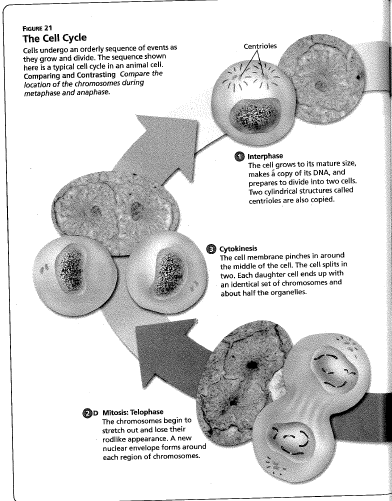 FIGURE 21
The Cell Cycle
Cells undergo an orderly sequence of events as
they grow and divide. The sequence shown
here is a typical cell cycle in an animal cell.
Comparing and Contrasting Compare the
location of the chromosomes during
metaphase and anaphase.
Centrioles
1 Interphase
The cell grows to its mature size,
makes a copy of its DNA, and
prepares to divide into two cells.
Two cylindrical structures called
centrioles are also copied.
3 Cytokinesis
The cell membrane pinches in around
the middle of the cell. The cell splits in
two. Each daughter cell ends up with
an identical set of chromosomes and
about half the organelles.
2D Mitosis: Telophase
The chromosomes begin to
stretch out and lose their
rodlike appearance. A new
nuclear envelope forms around
each region of chromosomes.